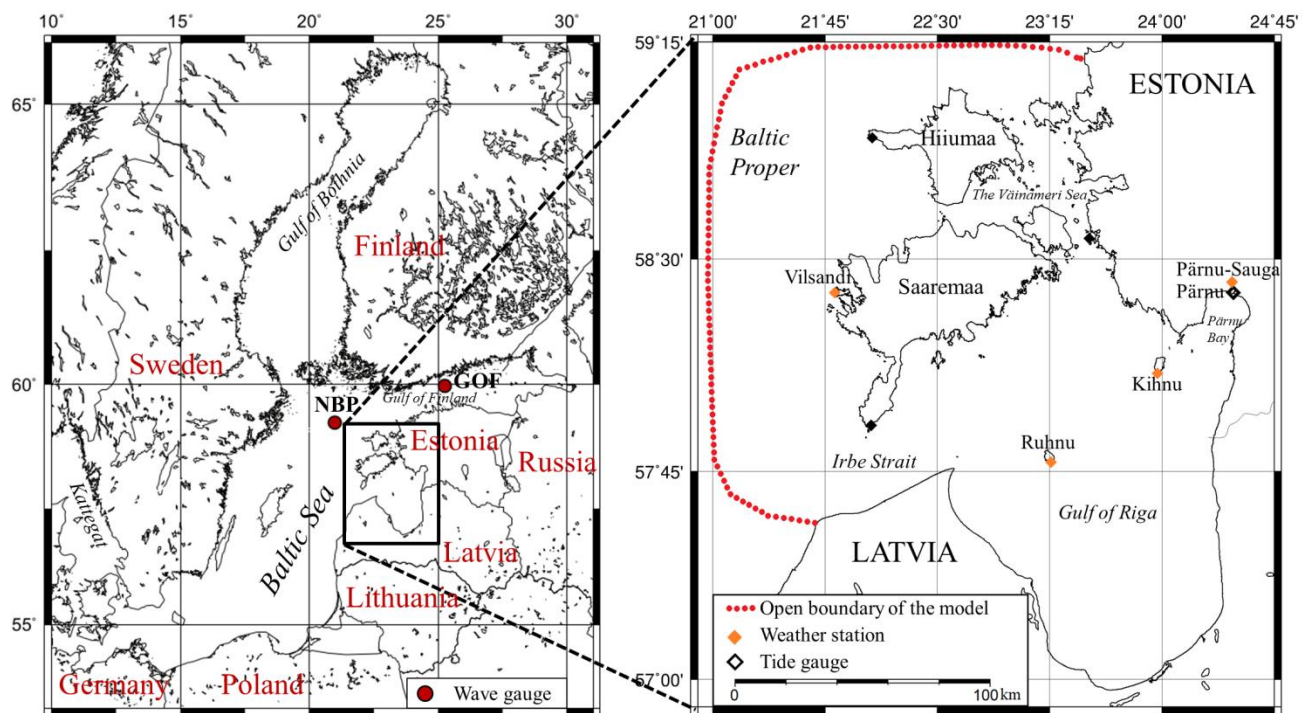 10° 15° 20° 25° 30°
65°
60°
55°
Gulf of Bothnia
Finland
Sweden
GOF
NBP
Gulf of Finland
Estonia
Russia
Kattegat
Baltic Sea
Latvia
Lithuania
Germany
Poland
Wave gauge
21°00 21°45 22°30 23°15 24°00 24°45
59°15'
58°30
57°45
57°00
ESTONIA
Baltic
Proper
Hiiumaa
The Väinameri Sea
Vilsandi
Saaremaa
Pärnu-Sauga
Pärnu
Pärnu
Bay
Kihnu
Ruhnu
Irbe Strait
Gulf of Riga
LATVIA
Open boundary of the model
Weather station
Tide gauge
0 100 km